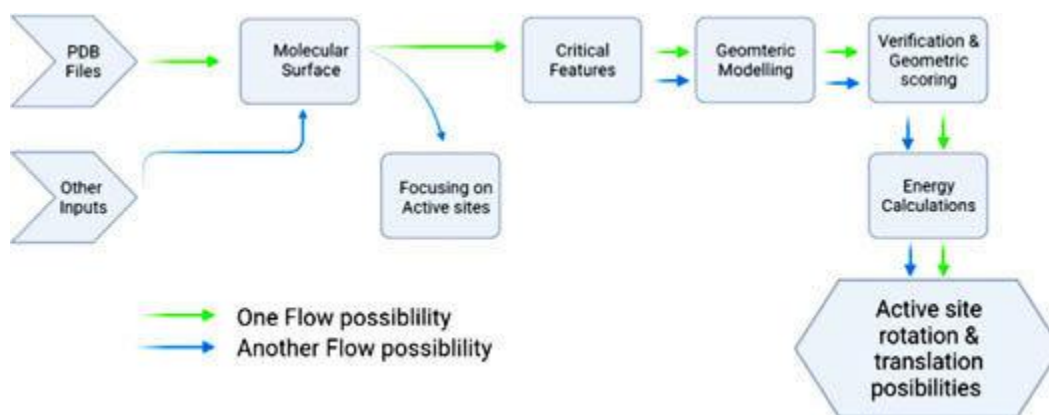 PDB
Files
Molecular
Surface
Critical
Features
Geomteric
Modelling
Verification &
Geometric
scoring
Other
Inputs
Focusing on
Active sites
Energy
Calculations
One Flow possiblility
Another Flow possiblility
Active site
rotation &
translation
posibilities